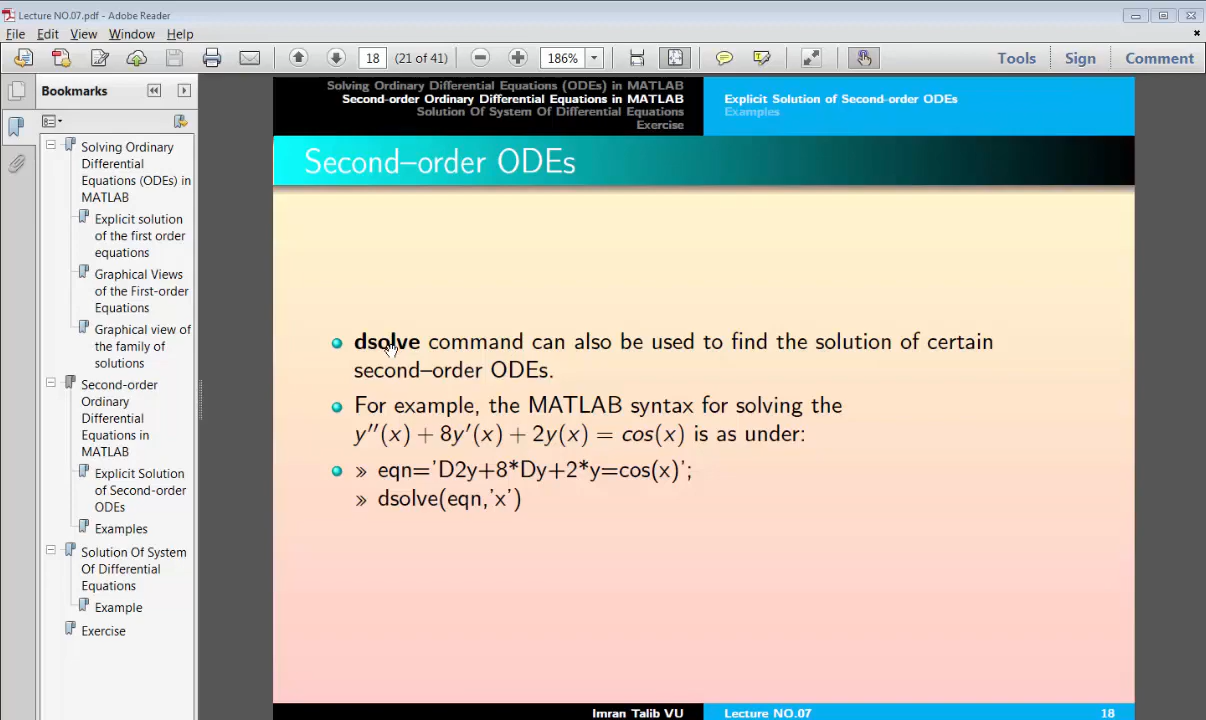 Lecture NO.07.pdf - Adobe Reader
File Edit View Window Help
18 (21 of 41) 186% Tools Sign Comment
Bookmarks
Solving Ordinary
Differential
Equations (ODEs) in
MATLAB
Explicit solution
of the first order
equations
Graphical Views
of the First-order
Equations
Graphical view of
the family of
solutions
Second-order
Ordinary
Differential
Equations in
MATLAB
Explicit Solution
of Second-order
ODEs
Examples
Solution Of System
Of Differential
Equations
Example
Exercise
Solving Ordinary Differential Equations (ODEs) in MATLAB
Second-order Ordinary Differential Equations in MATLAB
Solution Of System Of Differential Equations
Exercise
Explicit Solution of Second-order ODEs
Examples
Second–order ODEs
dsolve command can also be used to find the solution of certain
second–order ODEs.
For example, the MATLAB syntax for solving the
y′′(x) + 8y′(x) + 2y(x) = cos(x) is as under:
» eqn='D2y+8*Dy+2*y=cos(x)';
» dsolve(eqn,'x')
Imran Talib VU Lecture NO.07 18